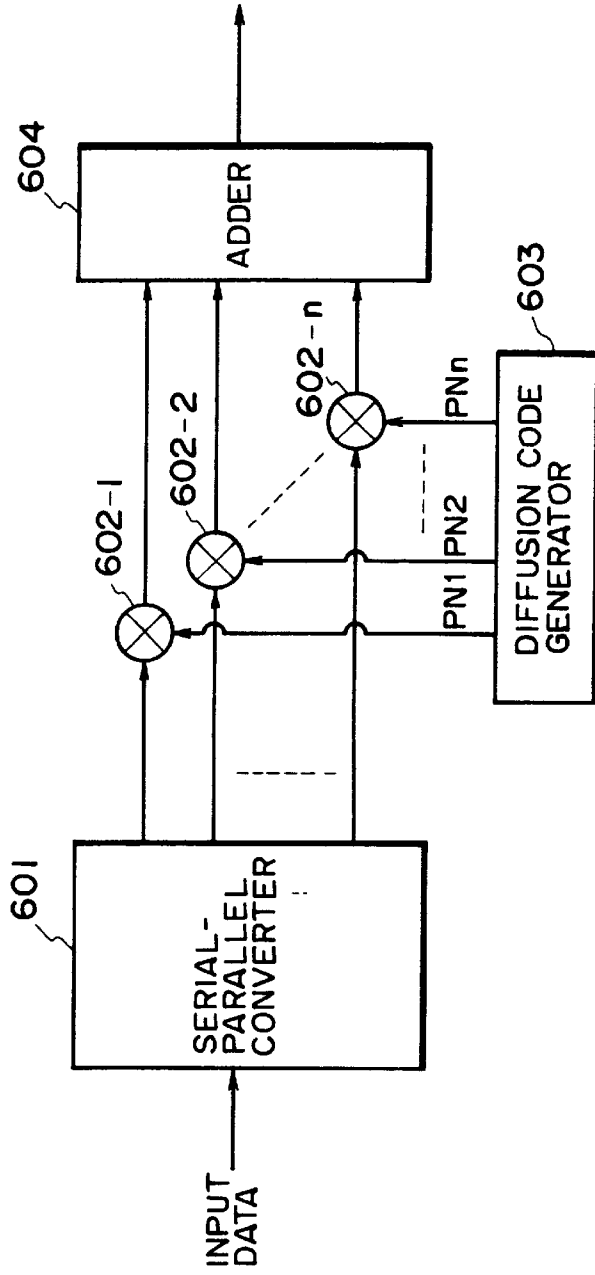 INPUT
DATA
601
SERIAL-
PARALLEL
CONVERTER
602-1
602-2
602-n
PN1
PN2
PNn
603
DIFFUSION CODE
GENERATOR
604
ADDER